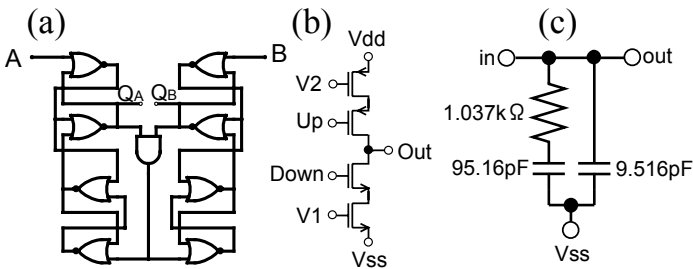 (a)
A
B
QA
QB
(b)
Vdd
V2
Up
Out
Down
V1
Vss
(c)
in
out
1.037kΩ
95.16pF
9.516pF
Vss